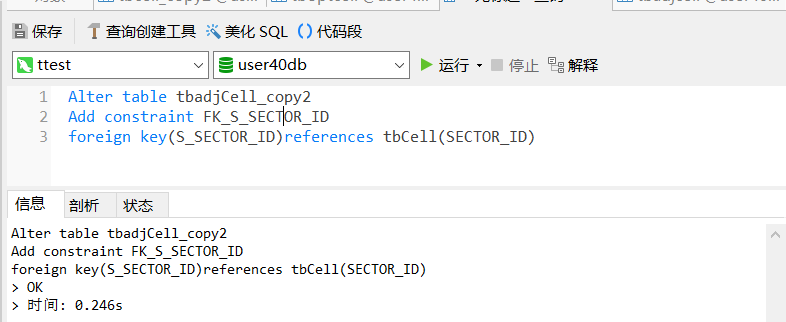 保存 查询创建工具 美化 SQL 代码段
ttest user40db 运行 停止 解释
1 Alter table tbadjCell_copy2
2 Add constraint FK_S_SECTOR_ID
3 foreign key(S_SECTOR_ID)references tbCell(SECTOR_ID)
信息 剖析 状态
Alter table tbadjCell_copy2
Add constraint FK_S_SECTOR_ID
foreign key(S_SECTOR_ID)references tbCell(SECTOR_ID)
> OK
> 时间: 0.246s